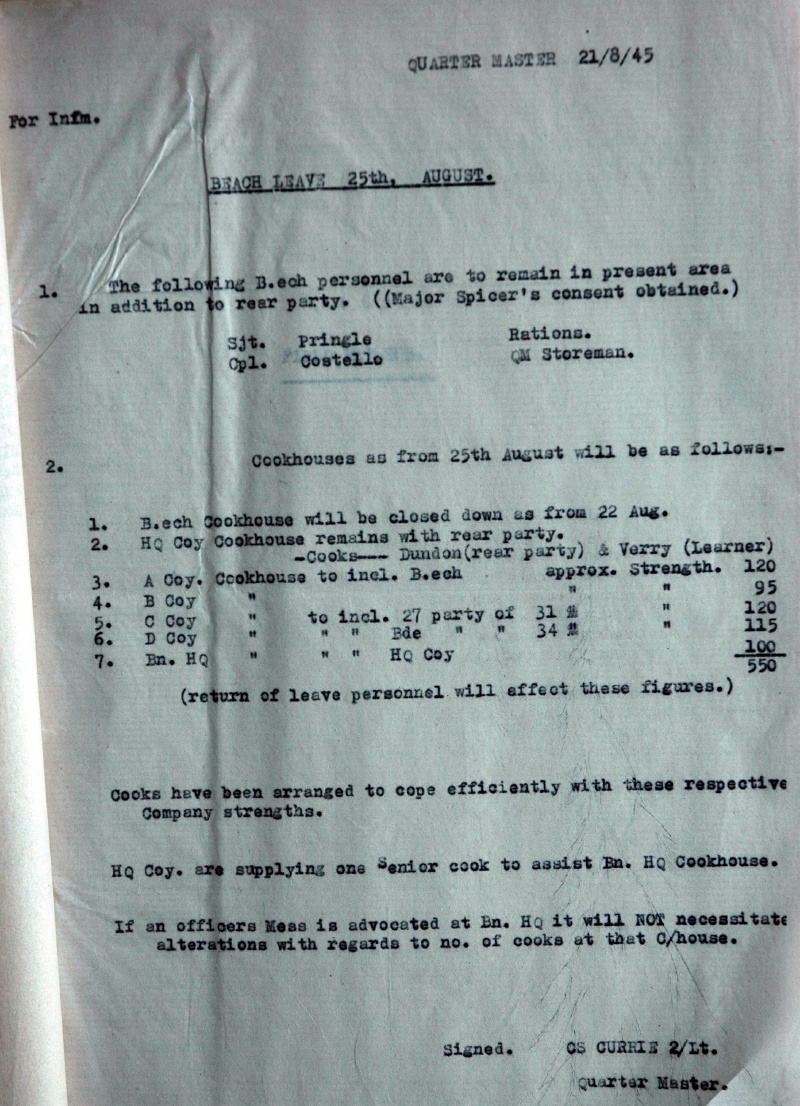 QUARTER MASTER 21/8/45
For Infm.
BEACH LEAVE 25th, AUGUST.
1. The following B.ech personnel are to remain in present area
in addition to rear party. ((Major Spicer's consent obtained.)
Sjt. Pringle Rations.
Cpl. Costello QM Storeman.
2. Cookhouses as from 25th August will be as follows:-
1. B.ech Cookhouse will be closed down as from 22 Aug.
2. HQ Coy Cookhouse remains with rear party.
-Cooks--- Dundon(rear party) & Verry (Learner)
3. A Coy. Cookhouse to incl. B.ech approx. Strength. 120
4. B Coy " " " 95
5. C Coy " to incl. 27 party of 31 " 120
6. D Coy " " " Bde " " 34 115
7. Bn. HQ " " " HQ Coy 100
550
(return of leave personnel will affect these figures.)
Cooks have been arranged to cope efficiently with these respective
Company strengths.
HQ Coy. are supplying one Senior cook to assist Bn. HQ Cookhouse.
If an officers Mess is advocated at Bn. HQ it will NOT necessitate
alterations with regards to no. of cooks at that C/house.
Signed. CS CURRIE 2/Lt.
Quarter Master.